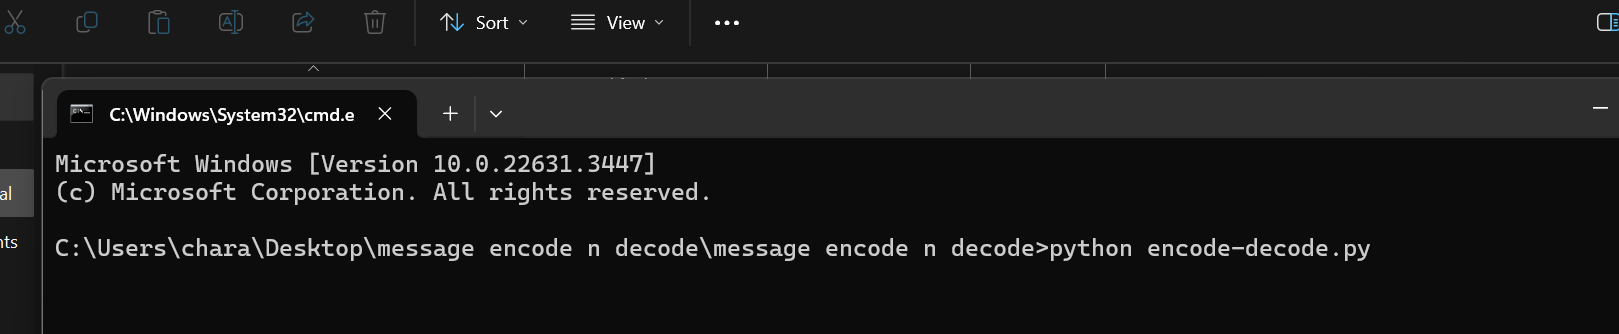 Sort
View
al
nts
C:\Windows\System32\cmd.e
Microsoft Windows [Version 10.0.22631.3447]
(c) Microsoft Corporation. All rights reserved.
C:\Users\chara\Desktop\message encode n decode\message encode n decode>python encode-decode.py